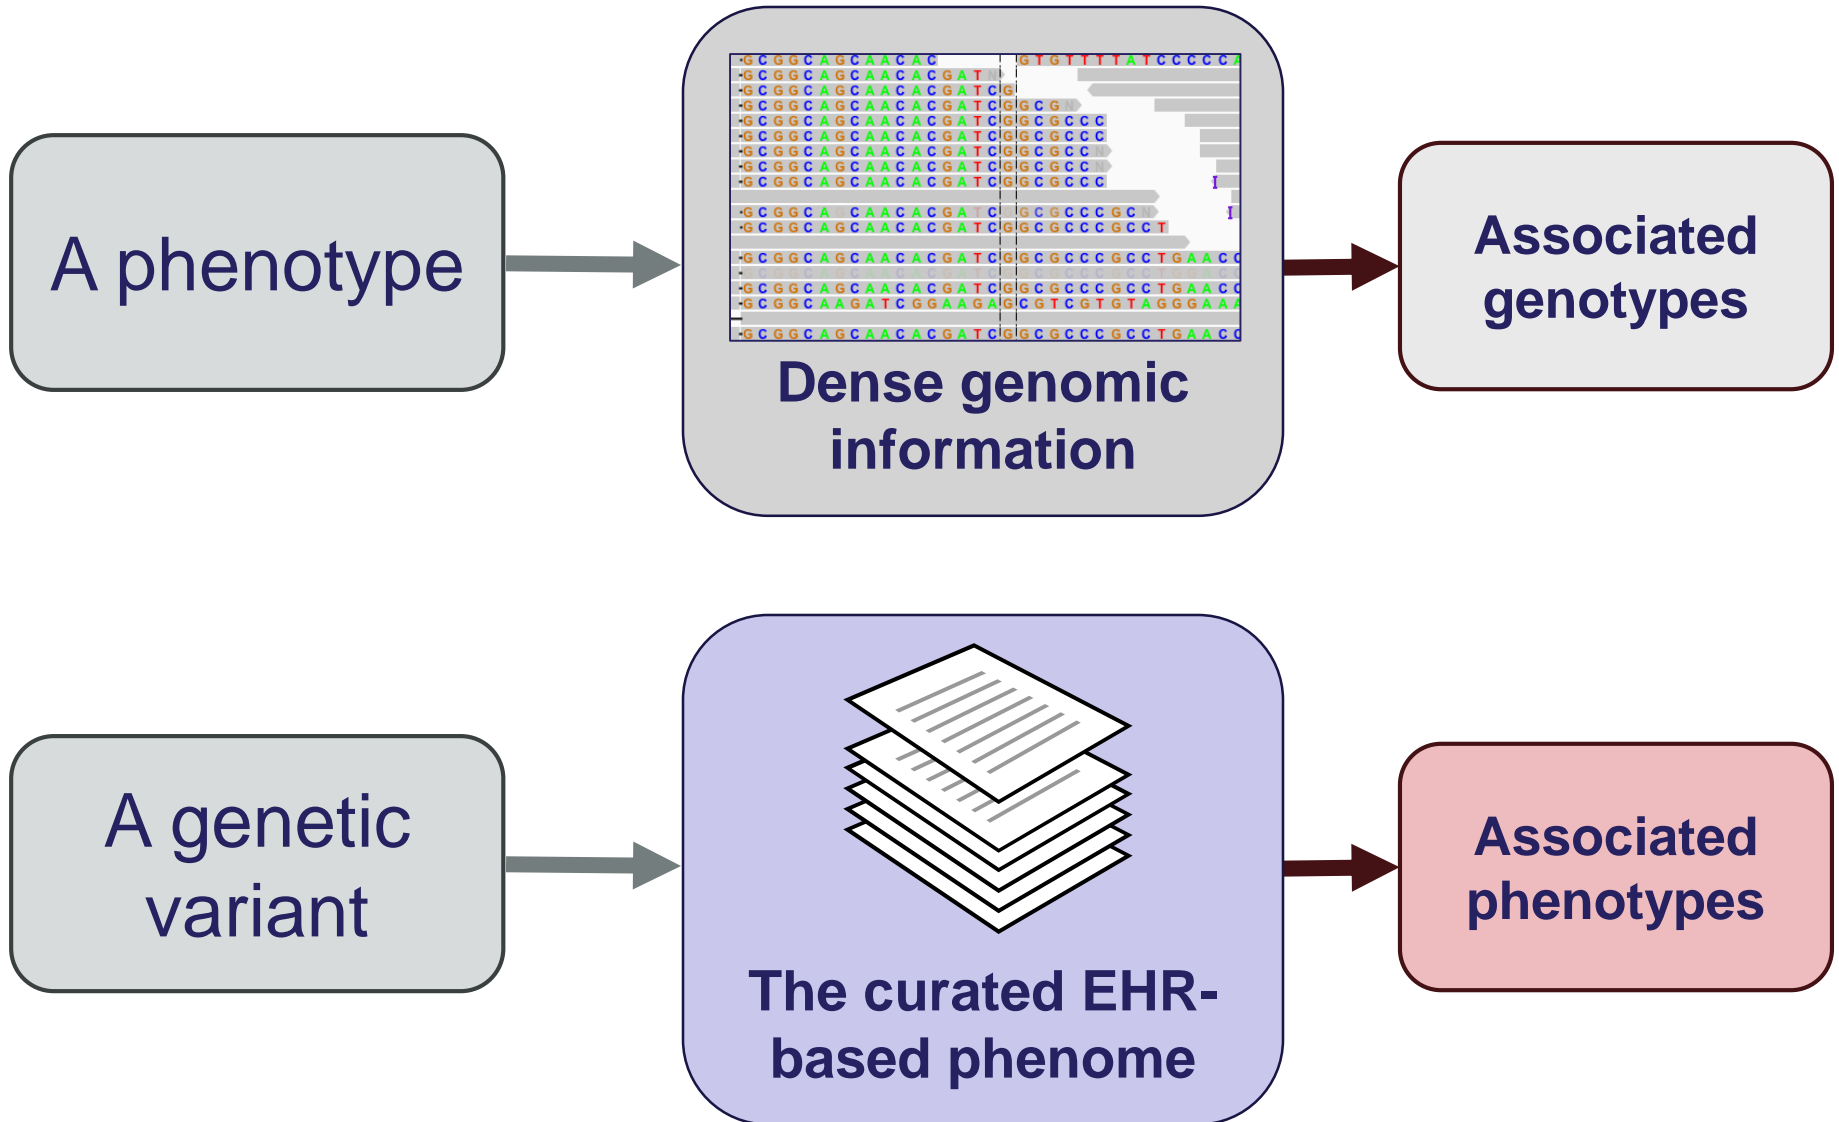 G C G G C A G C A A C A C G T G T T T T A T C C C C C A
G C G G C A G C A A C A C G A T N
G C G G C A G C A A C A C G A T C G
G C G G C A G C A A C A C G A T C G G C G N
G C G G C A G C A A C A C G A T C G G C G C C C
G C G G C A G C A A C A C G A T C G G C G C C C
G C G G C A G C A A C A C G A T C G G C G C C N
G C G G C A G C A A C A C G A T C G G C G C C N
G C G G C A G C A A C A C G A T C G G C G C C C
G C G G C A C A A C A C G A T C G C G C C C G C N
G C G G C A G C A A C A C G A T C G G C G C C C G C C T
G C G G C A G C A A C A C G A T C G G C G C C C G C C T G A A C C
G C G G C A G C A A C A C G A T C G G C G C C C G C C T G A A C C
G C G G C A A G A T C G G A A G A G C G T C G T G T A G G G A A A
G C G G C A G C A A C A C G A T C G G C G C C C G C C T G A A C C
A phenotype
Dense genomic
information
Associated
genotypes
A genetic
variant
The curated EHR-
based phenome
Associated
phenotypes